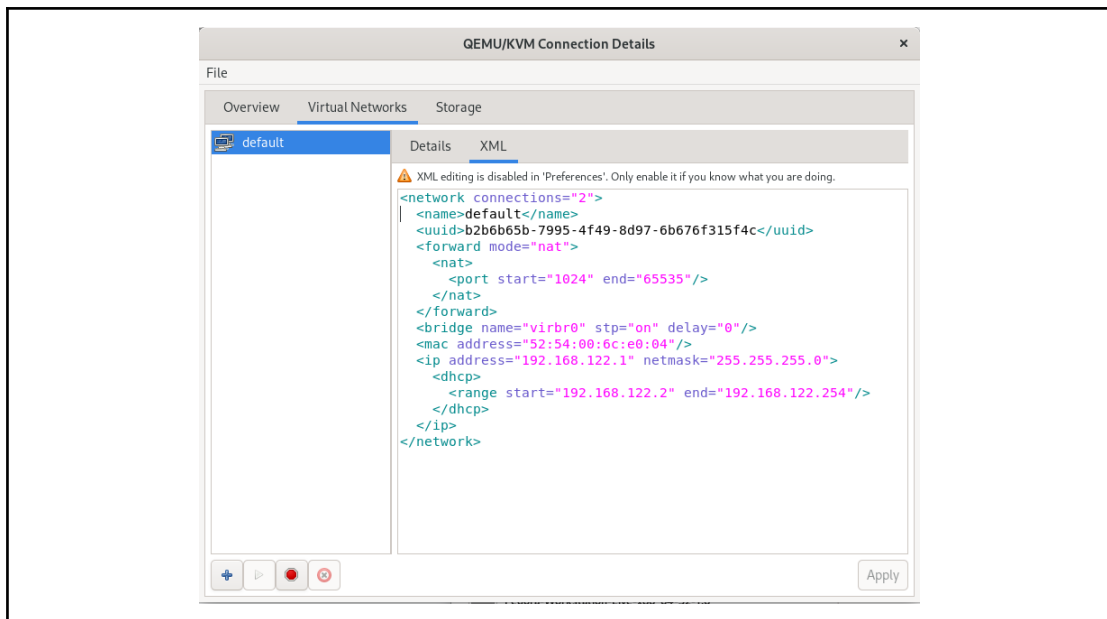 QEMU/KVM Connection Details
File
Overview Virtual Networks Storage
default
Details XML
XML editing is disabled in 'Preferences'. Only enable it if you know what you are doing.
<network connections="2">
  <name>default</name>
  <uuid>b2b6b65b-7995-4f49-8d97-6b676f315f4c</uuid>
  <forward mode="nat">
    <nat>
      <port start="1024" end="65535"/>
    </nat>
  </forward>
  <bridge name="virbr0" stp="on" delay="0"/>
  <mac address="52:54:00:6c:e0:04"/>
  <ip address="192.168.122.1" netmask="255.255.255.0">
    <dhcp>
      <range start="192.168.122.2" end="192.168.122.254"/>
    </dhcp>
  </ip>
</network>
Apply